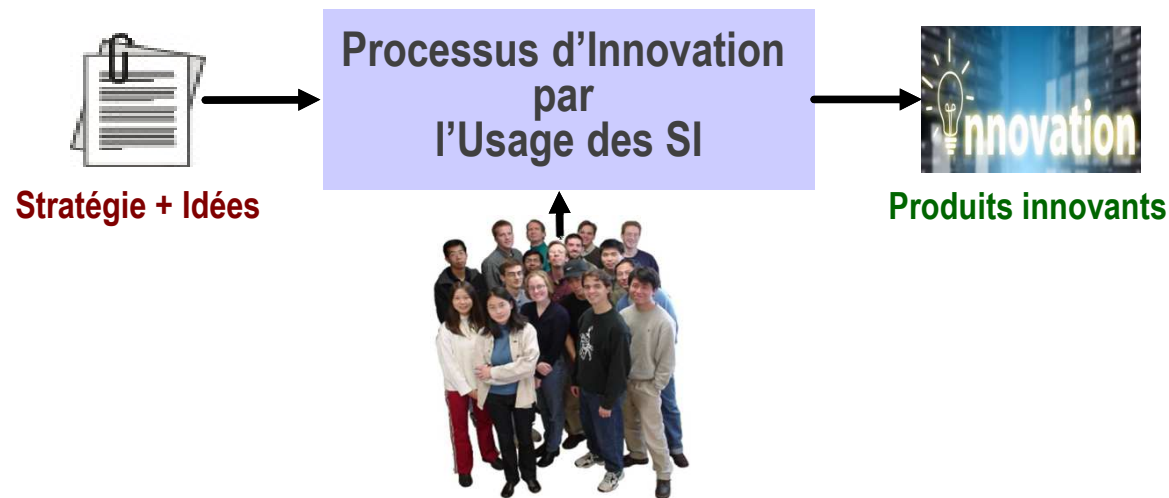 Processus d’Innovation
par
l’Usage des SI
Stratégie + Idées
Innovation
Produits innovants